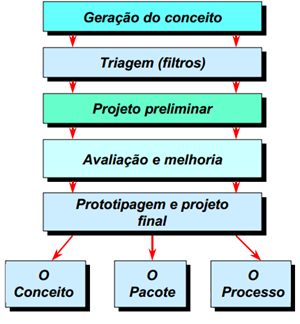 Geração do conceito
Triagem (filtros)
Projeto preliminar
Avaliação e melhoria
Prototipagem e projeto
final
O
Conceito
O
Pacote
O
Processo